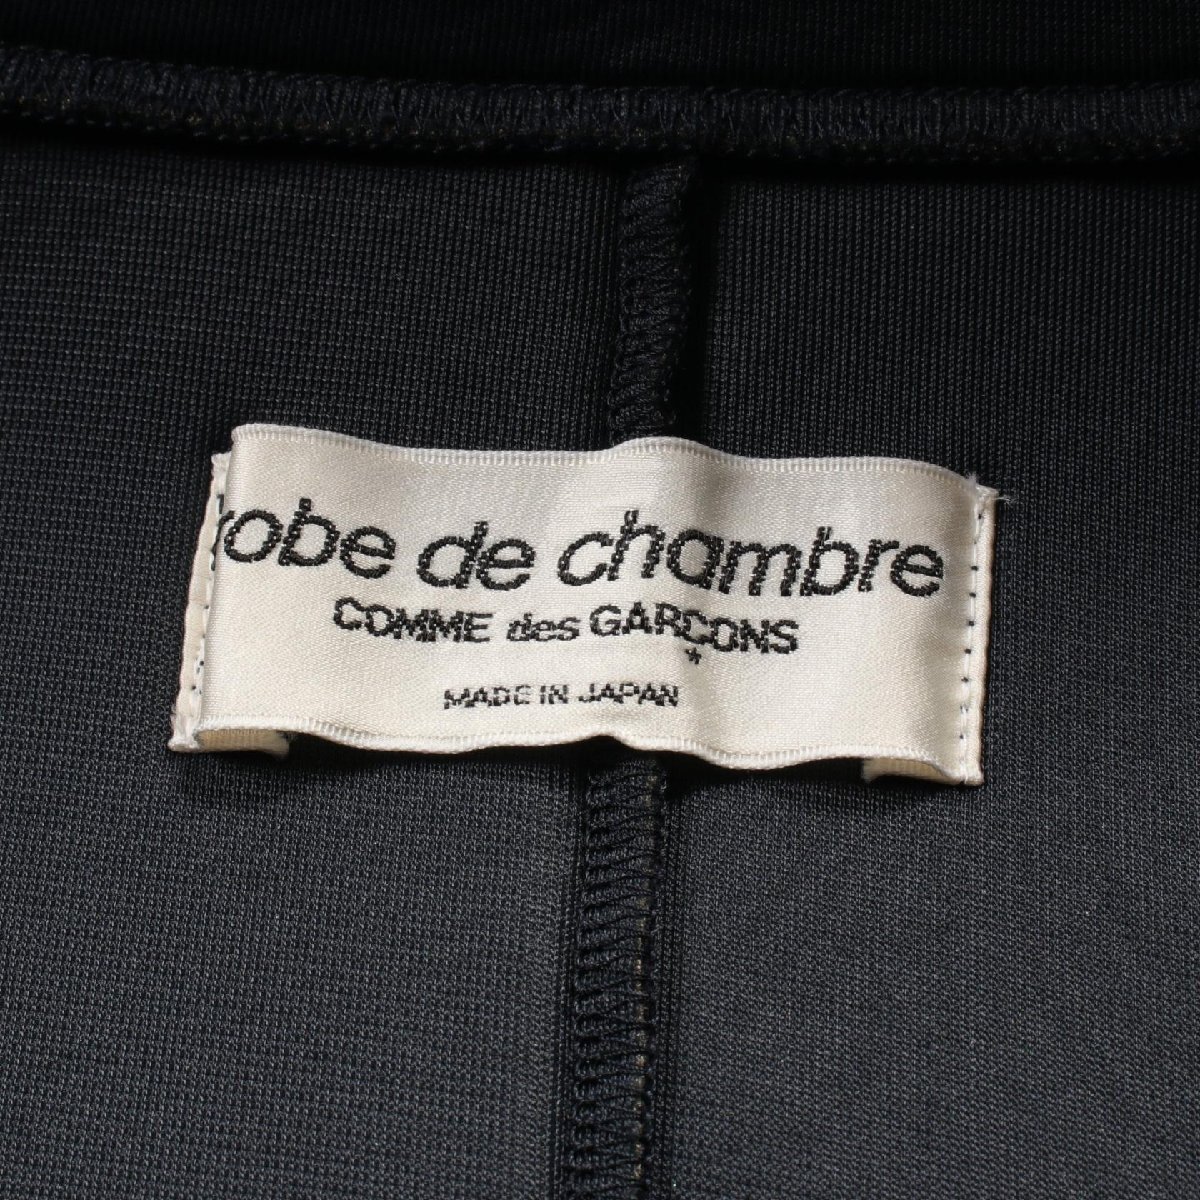 robe de chambre
COMME des GARÇONS
*
MADE IN JAPAN